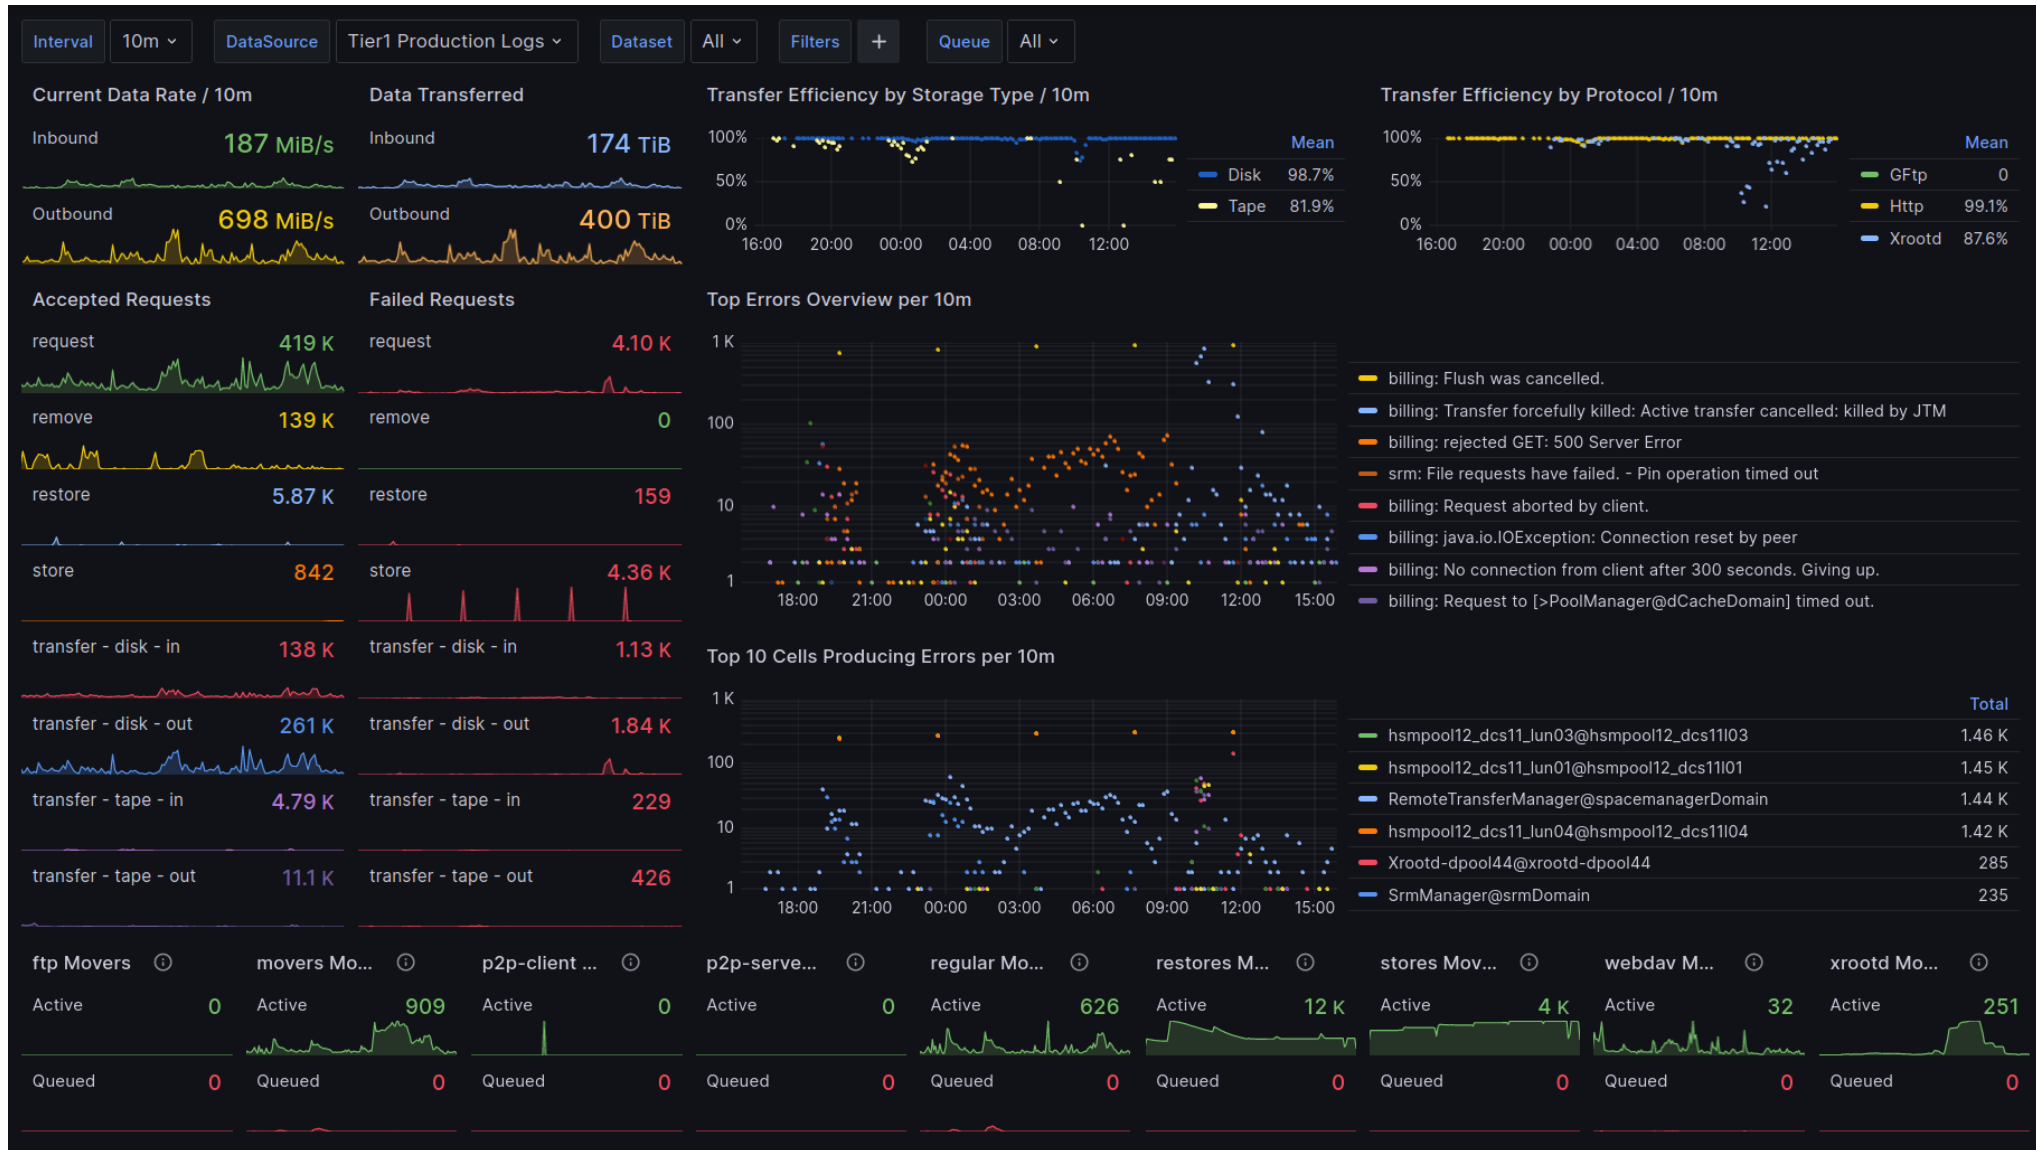 Interval 10m DataSource Tier1 Production Logs Dataset All Filters + Queue All
Current Data Rate / 10m
Inbound
187 MiB/s
Outbound
698 MiB/s
Data Transferred
Inbound
174 TiB
Outbound
400 TiB
Transfer Efficiency by Storage Type / 10m
100%
50%
0%
16:00 20:00 00:00 04:00 08:00 12:00
Mean
Disk 98.7%
Tape 81.9%
Transfer Efficiency by Protocol / 10m
100%
50%
0%
16:00 20:00 00:00 04:00 08:00 12:00
Mean
GFtp 0
Http 99.1%
Xrootd 87.6%
Accepted Requests
request 419 K
remove 139 K
restore 5.87 K
store 842
transfer - disk - in 138 K
transfer - disk - out 261 K
transfer - tape - in 4.79 K
transfer - tape - out 11.1 K
Failed Requests
request 4.10 K
remove 0
restore 159
store 4.36 K
transfer - disk - in 1.13 K
transfer - disk - out 1.84 K
transfer - tape - in 229
transfer - tape - out 426
Top Errors Overview per 10m
1 K
100
10
1
18:00 21:00 00:00 03:00 06:00 09:00 12:00 15:00
billing: Flush was cancelled.
billing: Transfer forcefully killed: Active transfer cancelled: killed by JTM
billing: rejected GET: 500 Server Error
srm: File requests have failed. - Pin operation timed out
billing: Request aborted by client.
billing: java.io.IOException: Connection reset by peer
billing: No connection from client after 300 seconds. Giving up.
billing: Request to [>PoolManager@dCacheDomain] timed out.
Top 10 Cells Producing Errors per 10m
1 K
100
10
1
18:00 21:00 00:00 03:00 06:00 09:00 12:00 15:00
Total
hsmpool12_dcs11_lun03@hsmpool12_dcs11l03 1.46 K
hsmpool12_dcs11_lun01@hsmpool12_dcs11l01 1.45 K
RemoteTransferManager@spacemanagerDomain 1.44 K
hsmpool12_dcs11_lun04@hsmpool12_dcs11l04 1.42 K
Xrootd-dpool44@xrootd-dpool44 285
SrmManager@srmDomain 235
ftp Movers
Active 0
Queued 0
movers Mo...
Active 909
Queued 0
p2p-client ...
Active 0
Queued 0
p2p-serve...
Active 0
Queued 0
regular Mo...
Active 626
Queued 0
restores M...
Active 12 K
Queued 0
stores Mov...
Active 4 K
Queued 0
webdav M...
Active 32
Queued 0
xrootd Mo...
Active 251
Queued 0